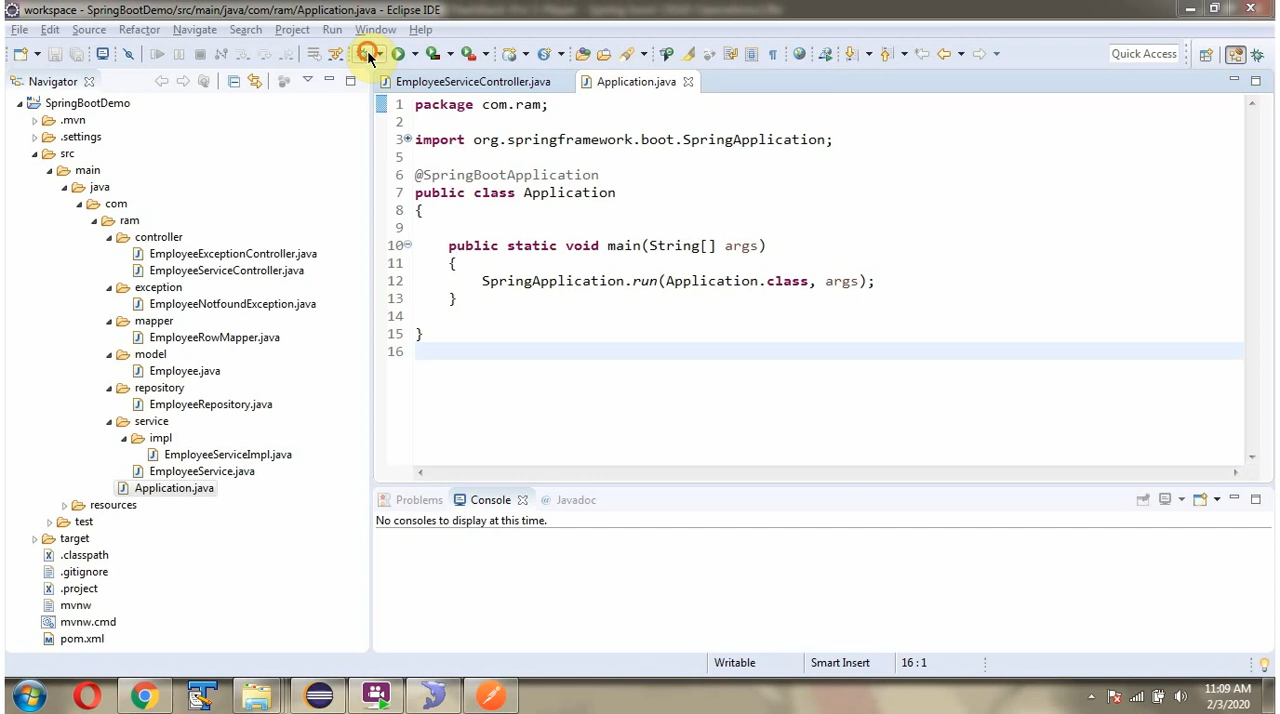 workspace - SpringBootDemo/src/main/java/com/ram/Application.java - Eclipse IDE
File Edit Source Refactor Navigate Search Project Run Window Help
Quick Access
Navigator
EmployeeServiceController.java
Application.java
SpringBootDemo
.mvn
.settings
src
main
java
com
ram
controller
EmployeeExceptionController.java
EmployeeServiceController.java
exception
EmployeeNotfoundException.java
mapper
EmployeeRowMapper.java
model
Employee.java
repository
EmployeeRepository.java
service
impl
EmployeeServiceImpl.java
EmployeeService.java
Application.java
resources
test
target
.classpath
.gitignore
.project
mvnw
mvnw.cmd
pom.xml
1 package com.ram;
2
3 import org.springframework.boot.SpringApplication;
5
6 @SpringBootApplication
7 public class Application
8 {
9
10 public static void main(String[] args)
11 {
12 SpringApplication.run(Application.class, args);
13 }
14
15 }
16
Problems Console Javadoc
No consoles to display at this time.
Writable Smart Insert 16 : 1
11:09 AM
2/3/2020